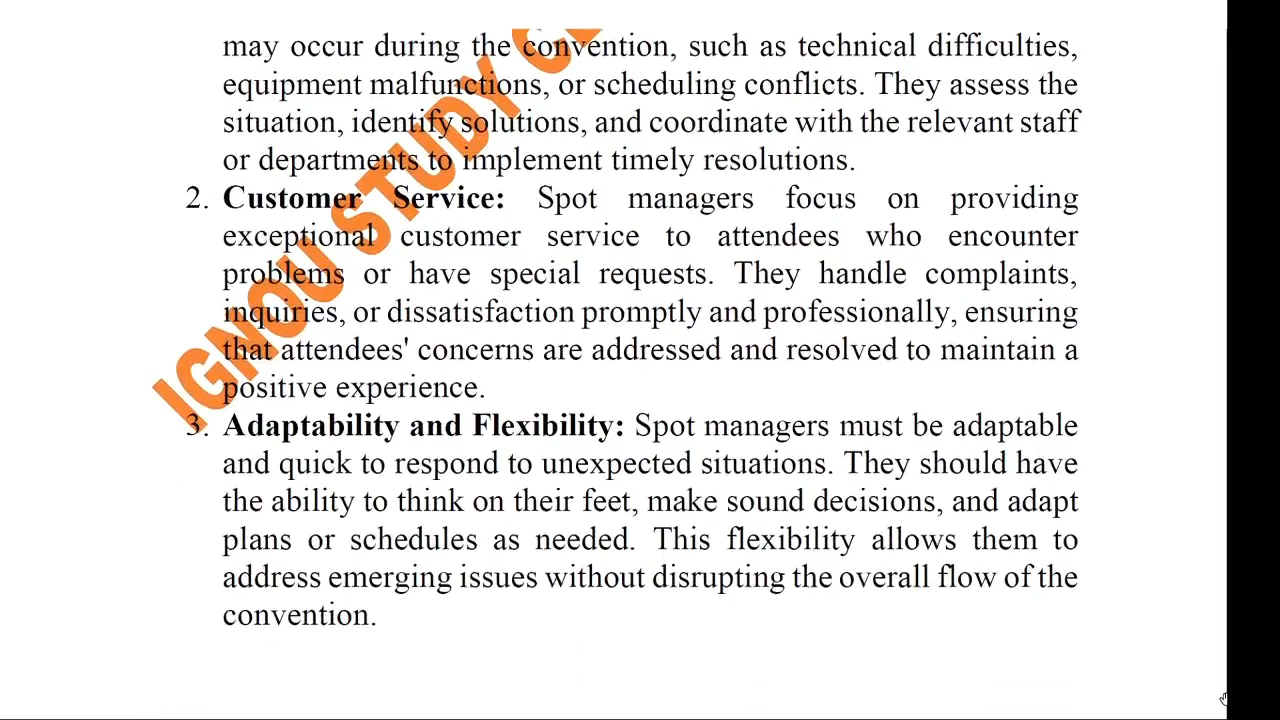 may occur during the convention, such as technical difficulties,
equipment malfunctions, or scheduling conflicts. They assess the
situation, identify solutions, and coordinate with the relevant staff
or departments to implement timely resolutions.
2. Customer Service: Spot managers focus on providing
exceptional customer service to attendees who encounter
problems or have special requests. They handle complaints,
inquiries, or dissatisfaction promptly and professionally, ensuring
that attendees' concerns are addressed and resolved to maintain a
positive experience.
3. Adaptability and Flexibility: Spot managers must be adaptable
and quick to respond to unexpected situations. They should have
the ability to think on their feet, make sound decisions, and adapt
plans or schedules as needed. This flexibility allows them to
address emerging issues without disrupting the overall flow of the
convention.
IGNOU STUDY